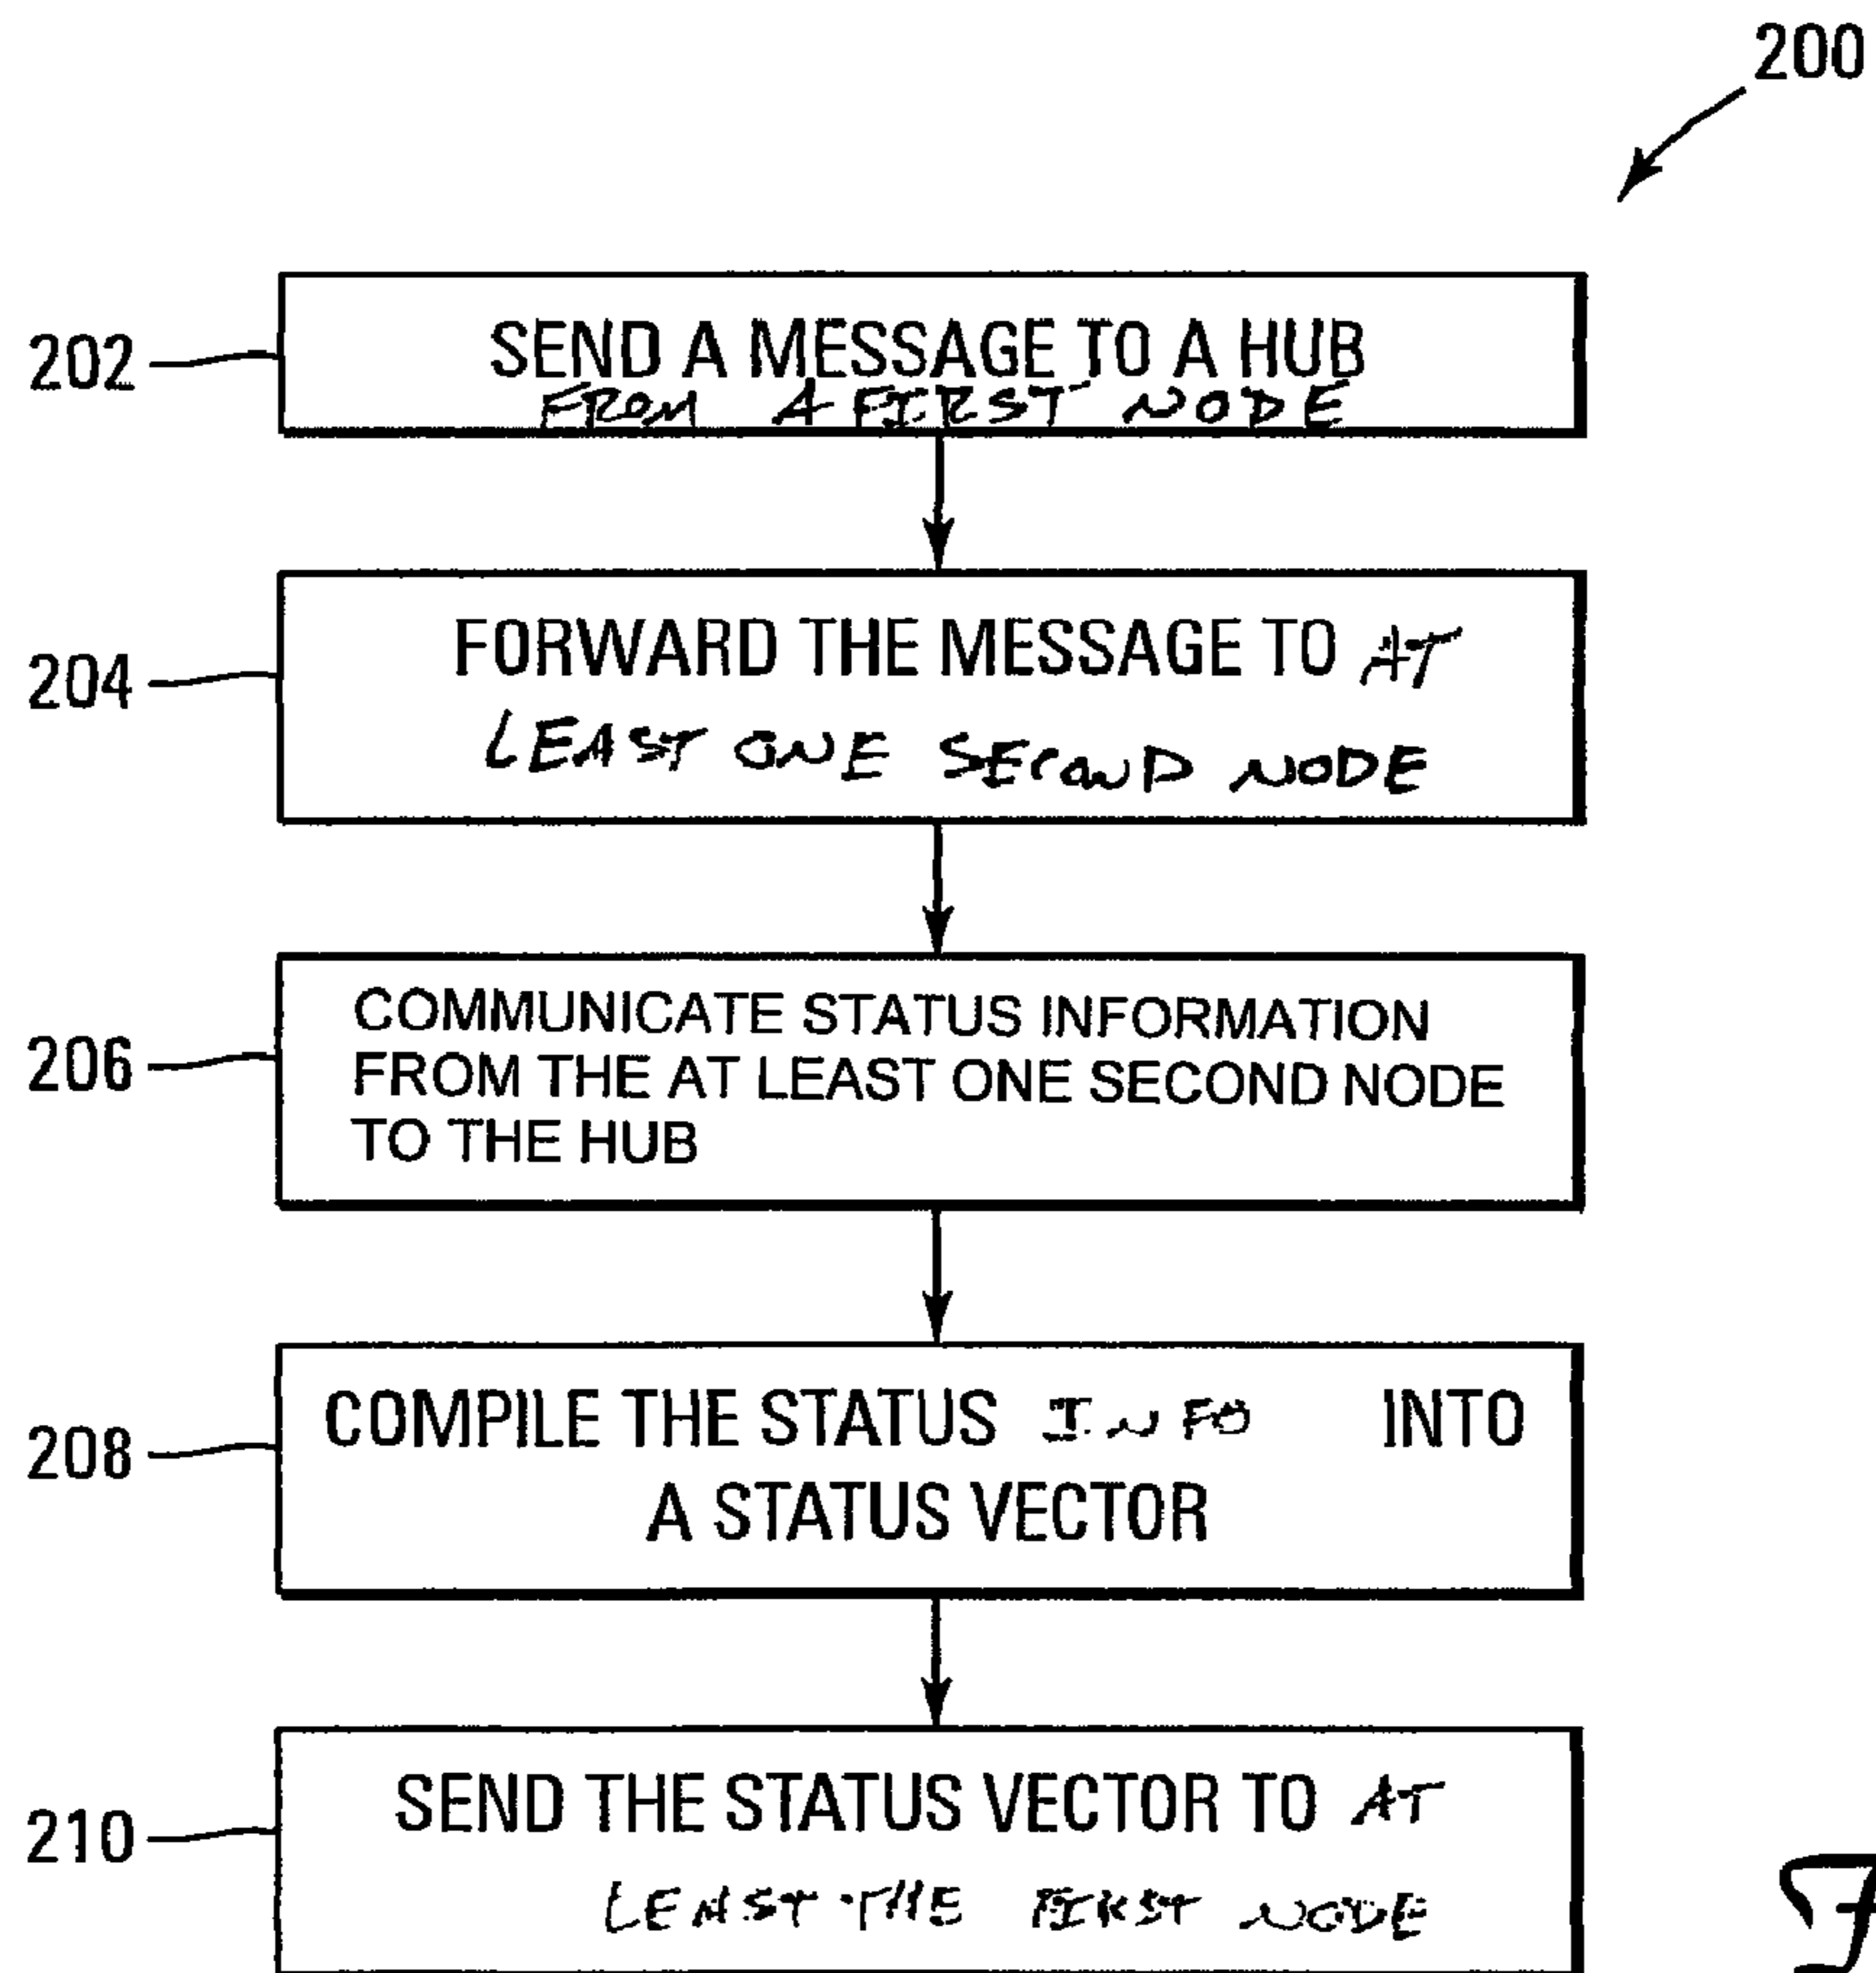 200
202
SEND A MESSAGE TO A HUB
FROM A FIRST NODE
204
FORWARD THE MESSAGE TO AT
LEAST ONE SECOND NODE
206
COMMUNICATE STATUS INFORMATION
FROM THE AT LEAST ONE SECOND NODE
TO THE HUB
208
COMPILE THE STATUS INFO INTO
A STATUS VECTOR
210
SEND THE STATUS VECTOR TO AT
LEAST THE FIRST NODE